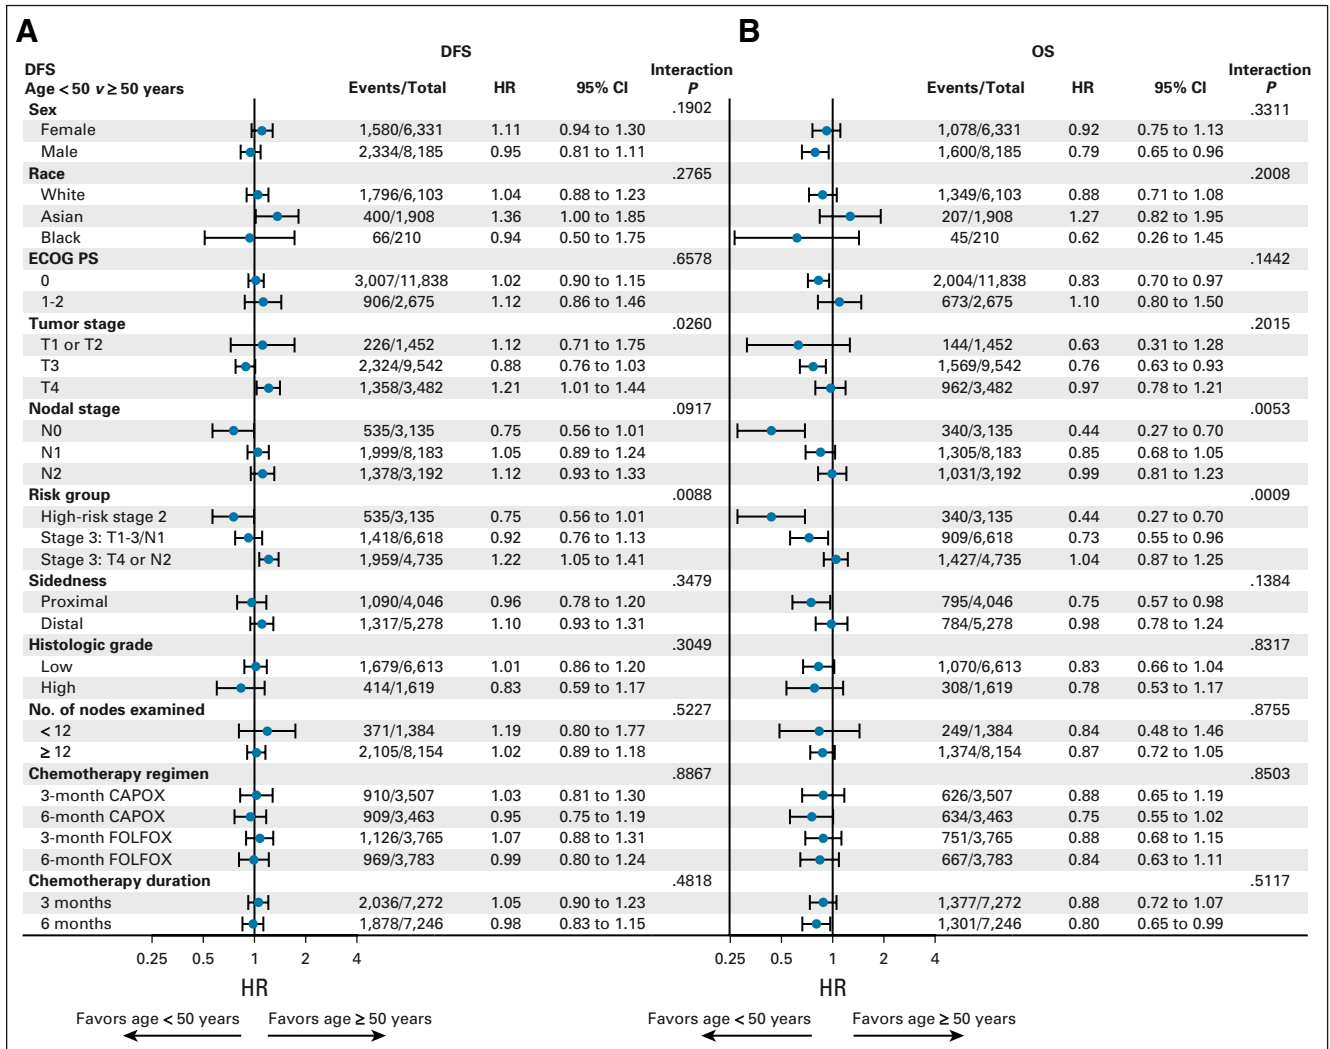 A B
DFS OS
DFS Interaction Interaction
Age < 50 v ≥ 50 years Events/Total HR 95% CI P Events/Total HR 95% CI P
Sex .1902 .3311
Female 1,580/6,331 1.11 0.94 to 1.30 1,078/6,331 0.92 0.75 to 1.13
Male 2,334/8,185 0.95 0.81 to 1.11 1,600/8,185 0.79 0.65 to 0.96
Race .2765 .2008
White 1,796/6,103 1.04 0.88 to 1.23 1,349/6,103 0.88 0.71 to 1.08
Asian 400/1,908 1.36 1.00 to 1.85 207/1,908 1.27 0.82 to 1.95
Black 66/210 0.94 0.50 to 1.75 45/210 0.62 0.26 to 1.45
ECOG PS .6578 .1442
0 3,007/11,838 1.02 0.90 to 1.15 2,004/11,838 0.83 0.70 to 0.97
1-2 906/2,675 1.12 0.86 to 1.46 673/2,675 1.10 0.80 to 1.50
Tumor stage .0260 .2015
T1 or T2 226/1,452 1.12 0.71 to 1.75 144/1,452 0.63 0.31 to 1.28
T3 2,324/9,542 0.88 0.76 to 1.03 1,569/9,542 0.76 0.63 to 0.93
T4 1,358/3,482 1.21 1.01 to 1.44 962/3,482 0.97 0.78 to 1.21
Nodal stage .0917 .0053
N0 535/3,135 0.75 0.56 to 1.01 340/3,135 0.44 0.27 to 0.70
N1 1,999/8,183 1.05 0.89 to 1.24 1,305/8,183 0.85 0.68 to 1.05
N2 1,378/3,192 1.12 0.93 to 1.33 1,031/3,192 0.99 0.81 to 1.23
Risk group .0088 .0009
High-risk stage 2 535/3,135 0.75 0.56 to 1.01 340/3,135 0.44 0.27 to 0.70
Stage 3: T1-3/N1 1,418/6,618 0.92 0.76 to 1.13 909/6,618 0.73 0.55 to 0.96
Stage 3: T4 or N2 1,959/4,735 1.22 1.05 to 1.41 1,427/4,735 1.04 0.87 to 1.25
Sidedness .3479 .1384
Proximal 1,090/4,046 0.96 0.78 to 1.20 795/4,046 0.75 0.57 to 0.98
Distal 1,317/5,278 1.10 0.93 to 1.31 784/5,278 0.98 0.78 to 1.24
Histologic grade .3049 .8317
Low 1,679/6,613 1.01 0.86 to 1.20 1,070/6,613 0.83 0.66 to 1.04
High 414/1,619 0.83 0.59 to 1.17 308/1,619 0.78 0.53 to 1.17
No. of nodes examined .5227 .8755
< 12 371/1,384 1.19 0.80 to 1.77 249/1,384 0.84 0.48 to 1.46
≥ 12 2,105/8,154 1.02 0.89 to 1.18 1,374/8,154 0.87 0.72 to 1.05
Chemotherapy regimen .8867 .8503
3-month CAPOX 910/3,507 1.03 0.81 to 1.30 626/3,507 0.88 0.65 to 1.19
6-month CAPOX 909/3,463 0.95 0.75 to 1.19 634/3,463 0.75 0.55 to 1.02
3-month FOLFOX 1,126/3,765 1.07 0.88 to 1.31 751/3,765 0.88 0.68 to 1.15
6-month FOLFOX 969/3,783 0.99 0.80 to 1.24 667/3,783 0.84 0.63 to 1.11
Chemotherapy duration .4818 .5117
3 months 2,036/7,272 1.05 0.90 to 1.23 1,377/7,272 0.88 0.72 to 1.07
6 months 1,878/7,246 0.98 0.83 to 1.15 1,301/7,246 0.80 0.65 to 0.99
0.25 0.5 1 2 4 0.25 0.5 1 2 4
HR HR
Favors age < 50 years Favors age ≥ 50 years Favors age < 50 years Favors age ≥ 50 years